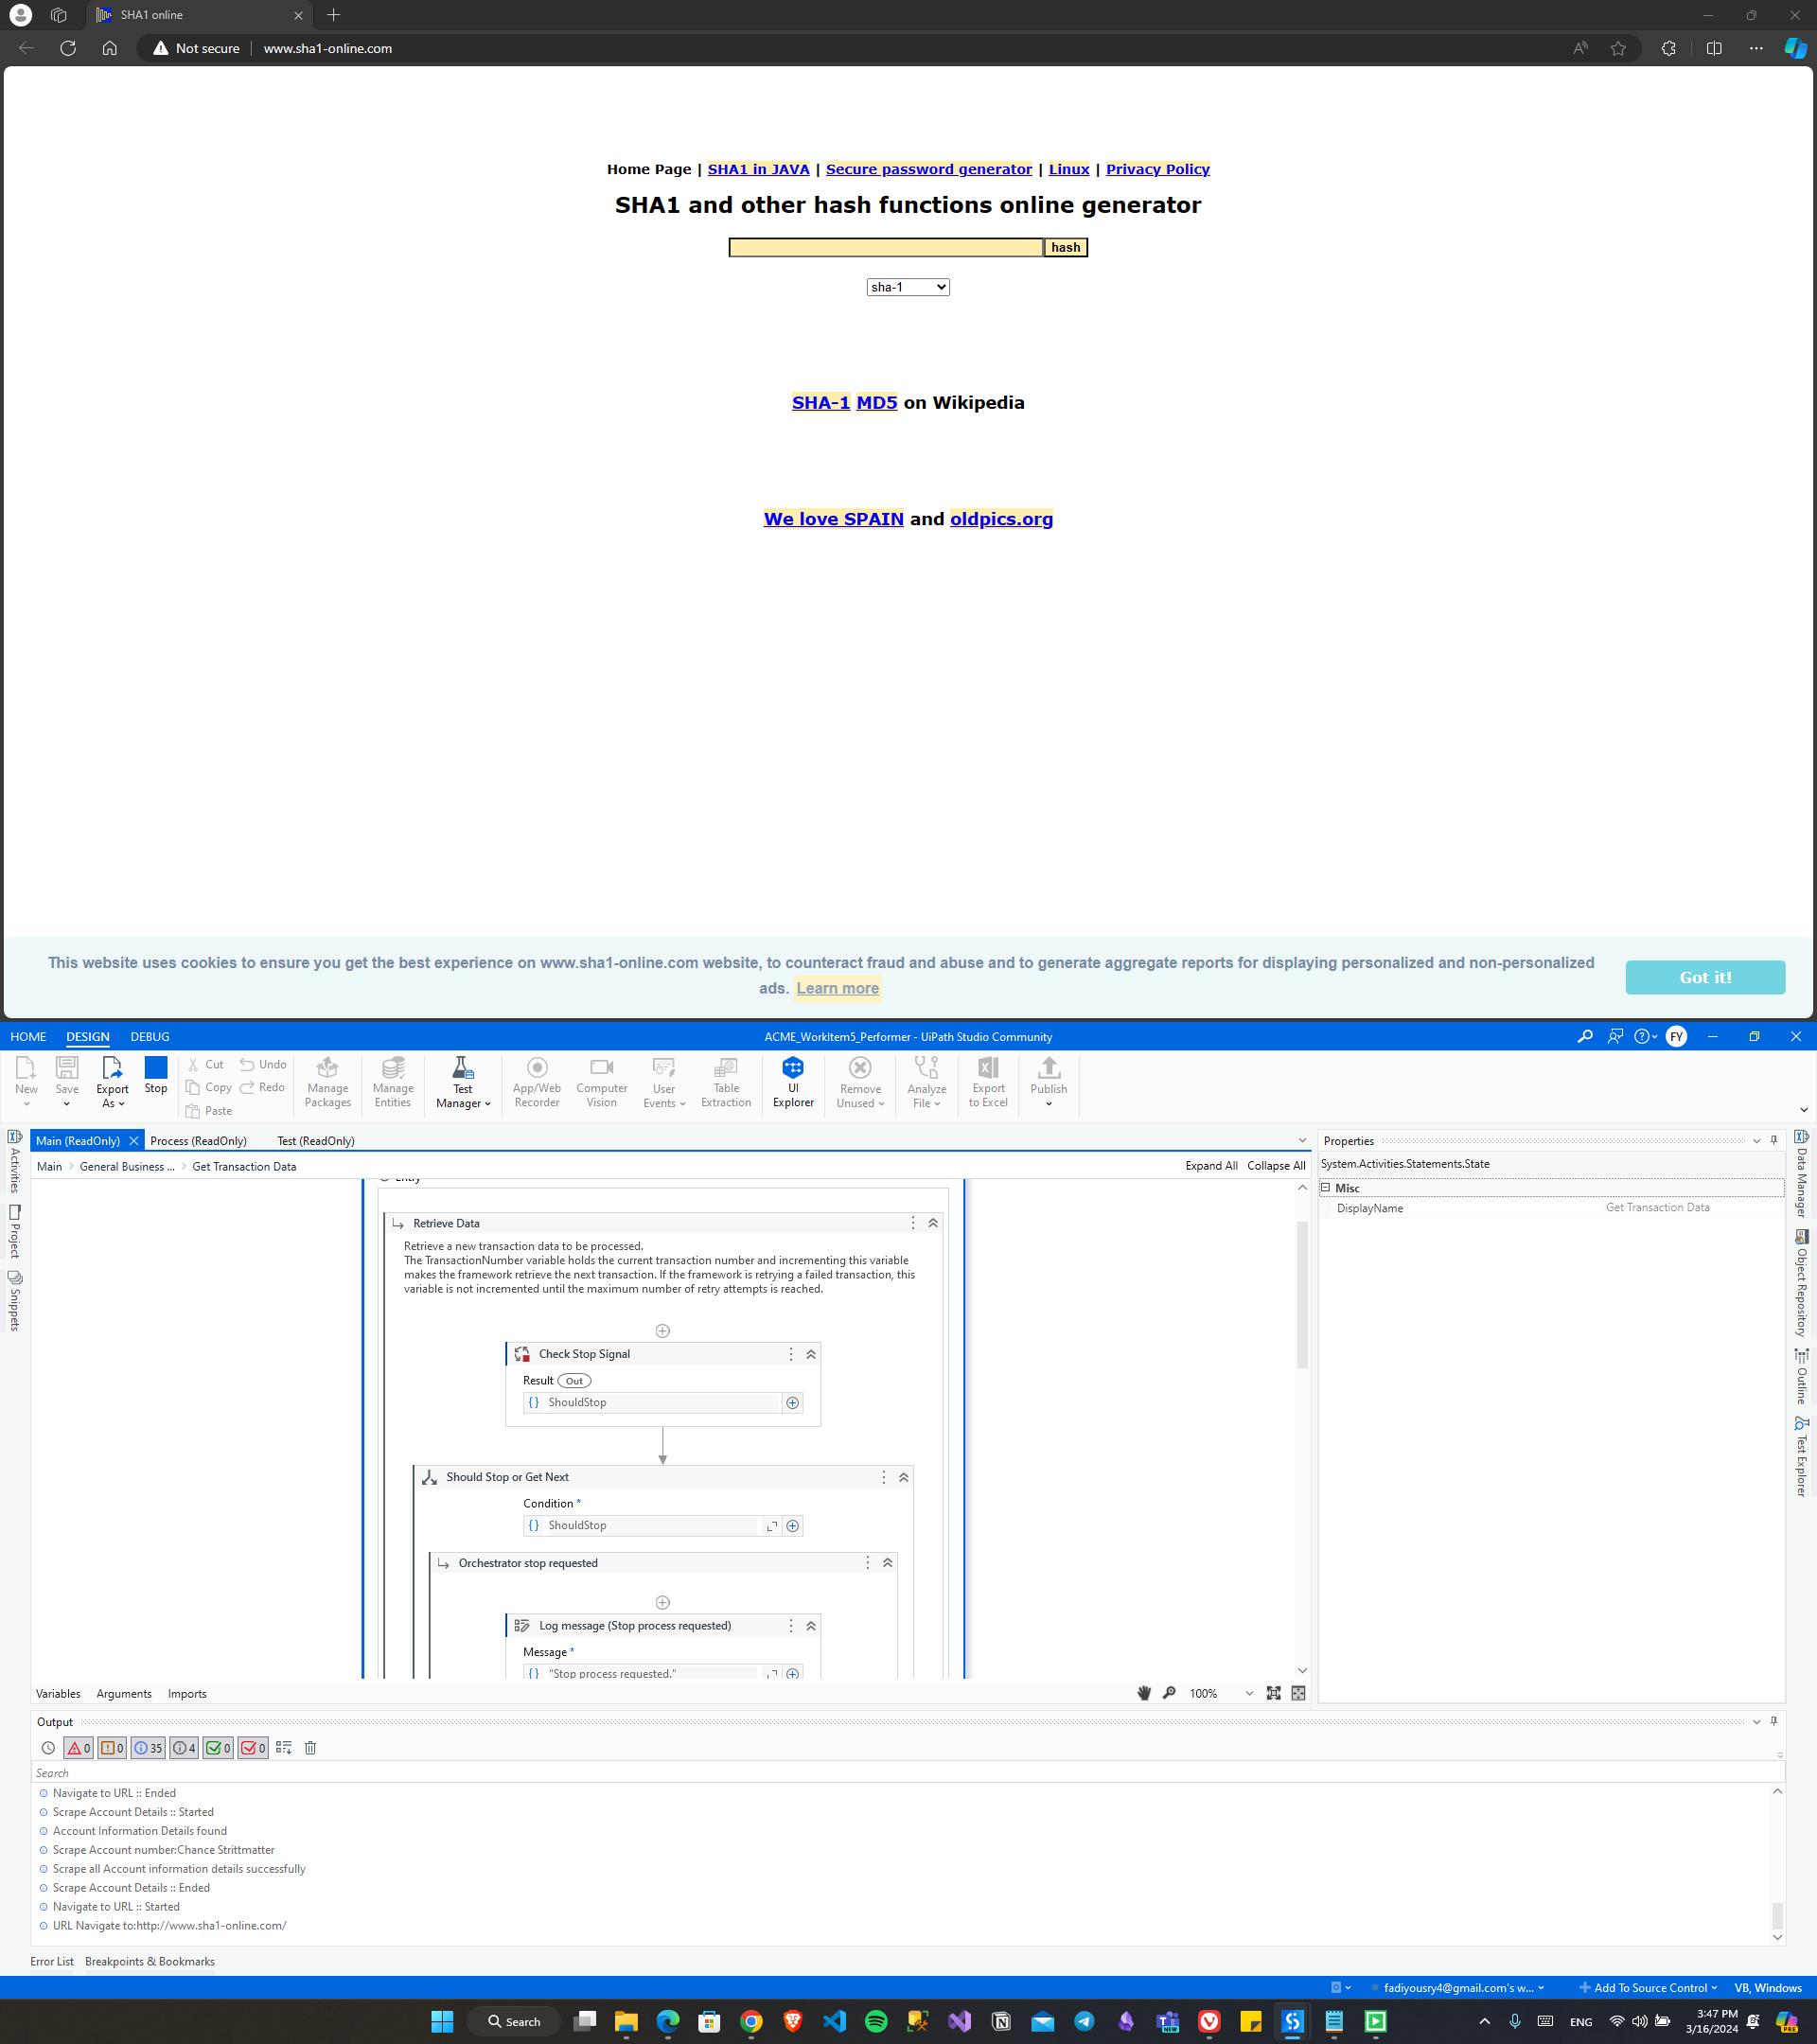 SHA1 online
Not secure
www.sha1-online.com
Home Page | SHA1 in JAVA | Secure password generator | Linux | Privacy Policy
SHA1 and other hash functions online generator
hash
sha-1
SHA-1 MD5 on Wikipedia
We love SPAIN and oldpics.org
This website uses cookies to ensure you get the best experience on www.sha1-online.com website, to counteract fraud and abuse and to generate aggregate reports for displaying personalized and non-personalized
ads. Learn more
Got it!
HOME DESIGN DEBUG
ACME_WorkItem5_Performer - UiPath Studio Community
FY
New
Save
Export
As
Stop
Cut
Copy
Paste
Undo
Redo
Manage
Packages
Manage
Entities
Test
Manager
App/Web
Recorder
Computer
Vision
User
Events
Table
Extraction
UI
Explorer
Remove
Unused
Analyze
File
Export
to Excel
Publish
Main (ReadOnly) Process (ReadOnly) Test (ReadOnly)
Main General Business ... Get Transaction Data
Expand All Collapse All
Activities
Project
Snippets
Entry
Retrieve Data
Retrieve a new transaction data to be processed.
The TransactionNumber variable holds the current transaction number and incrementing this variable
makes the framework retrieve the next transaction. If the framework is retrying a failed transaction, this
variable is not incremented until the maximum number of retry attempts is reached.
Check Stop Signal
Result Out
ShouldStop
Should Stop or Get Next
Condition *
ShouldStop
Orchestrator stop requested
Log message (Stop process requested)
Message *
"Stop process requested."
Variables Arguments Imports
100%
Properties
System.Activities.Statements.State
Misc
DisplayName Get Transaction Data
Data Manager
Object Repository
Outline
Test Explorer
Output
0 0 35 4 0 0
Search
Navigate to URL :: Ended
Scrape Account Details :: Started
Account Information Details found
Scrape Account number:Chance Strittmatter
Scrape all Account information details successfully
Scrape Account Details :: Ended
Navigate to URL :: Started
URL Navigate to:http://www.sha1-online.com/
Error List Breakpoints & Bookmarks
fadiyousry4@gmail.com's w...
Add To Source Control
VB, Windows
Search
NEW
ENG
3:47 PM
3/16/2024
PRE